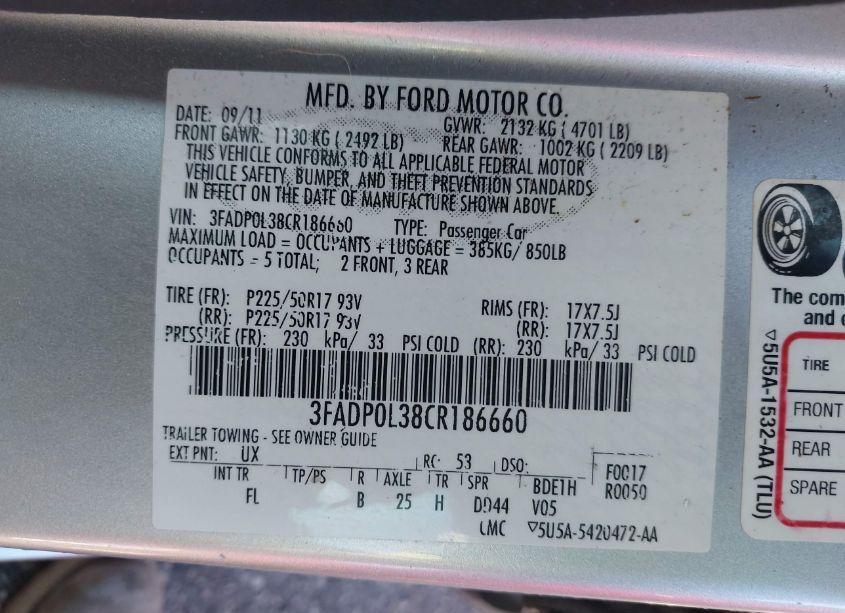 MFD. BY FORD MOTOR CO.
DATE: 09/11 GVWR: 2132 KG ( 4701 LB)
FRONT GAWR: 1130 KG ( 2492 LB) REAR GAWR: 1002 KG ( 2209 LB)
THIS VEHICLE CONFORMS TO ALL APPLICABLE FEDERAL MOTOR
VEHICLE SAFETY, BUMPER, AND THEFT PREVENTION STANDARDS
IN EFFECT ON THE DATE OF MANUFACTURE SHOWN ABOVE.
VIN: 3FADP0L38CR186660 TYPE: Passenger Car
MAXIMUM LOAD = OCCUPANTS + LUGGAGE = 385KG/ 850LB
OCCUPANTS = 5 TOTAL; 2 FRONT, 3 REAR
TIRE (FR): P225/50R17 93V RIMS (FR): 17X7.5J
(RR): P225/50R17 93V (RR): 17X7.5J
PRESSURE (FR): 230 kPa/ 33 PSI COLD (RR): 230 kPa/ 33 PSI COLD
3FADP0L38CR186660
TRAILER TOWING - SEE OWNER GUIDE
EXT PNT: UX RC: 53 DSO: F0017
INT TR TP/PS R AXLE TR SPR BDE1H R0050
FL B 25 H DD44 V05
LMC ▽5U5A-5420472-AA
The com
and
TIRE
FRONT
REAR
SPARE
▽5U5A-1532-AA (TLU)